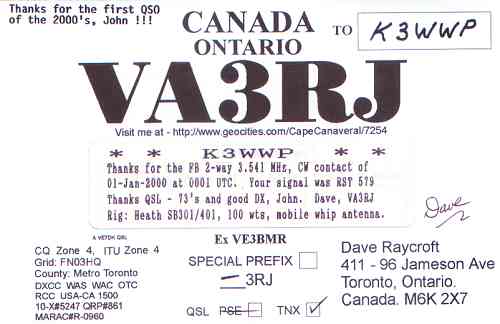 Thanks for the first QSO
of the 2000's, John !!!
CANADA
ONTARIO
TO K3WWP
VA3RJ
Visit me at - http://www.geocities.com/CapeCanaveral/7254
* * K3WWP * *
Thanks for the FB 2-way 3.541 MHz, CW contact of
01-Jan-2000 at 0001 UTC. Your signal was RST 579
Thanks QSL - 73's and good DX, John. Dave, VA3RJ
Rig: Heath SB301/401, 100 wts, mobile whip antenna.
Dave
A VE7DK QSL
CQ Zone 4, ITU Zone 4
Grid: FN03HQ
County: Metro Toronto
DXCC WAS WAC OTC
RCC USA-CA 1500
10-X#5247 QRP#861
MARAC#R-0960
Ex VE3BMR
SPECIAL PREFIX
3RJ
QSL PSE TNX ✓
Dave Raycroft
411 - 96 Jameson Ave
Toronto, Ontario.
Canada. M6K 2X7